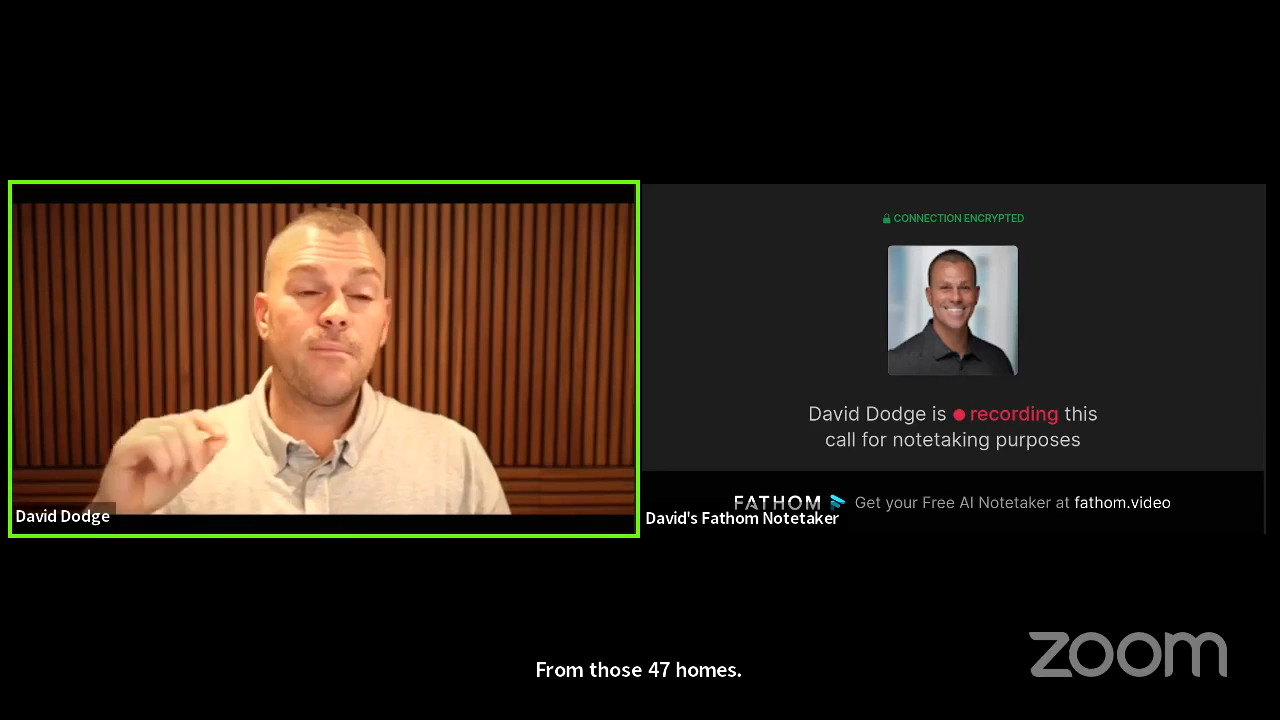 CONNECTION ENCRYPTED
David Dodge is recording this
call for notetaking purposes
FATHOM Get your Free AI Notetaker at fathom.video
David Dodge
David's Fathom Notetaker
From those 47 homes.
zoom